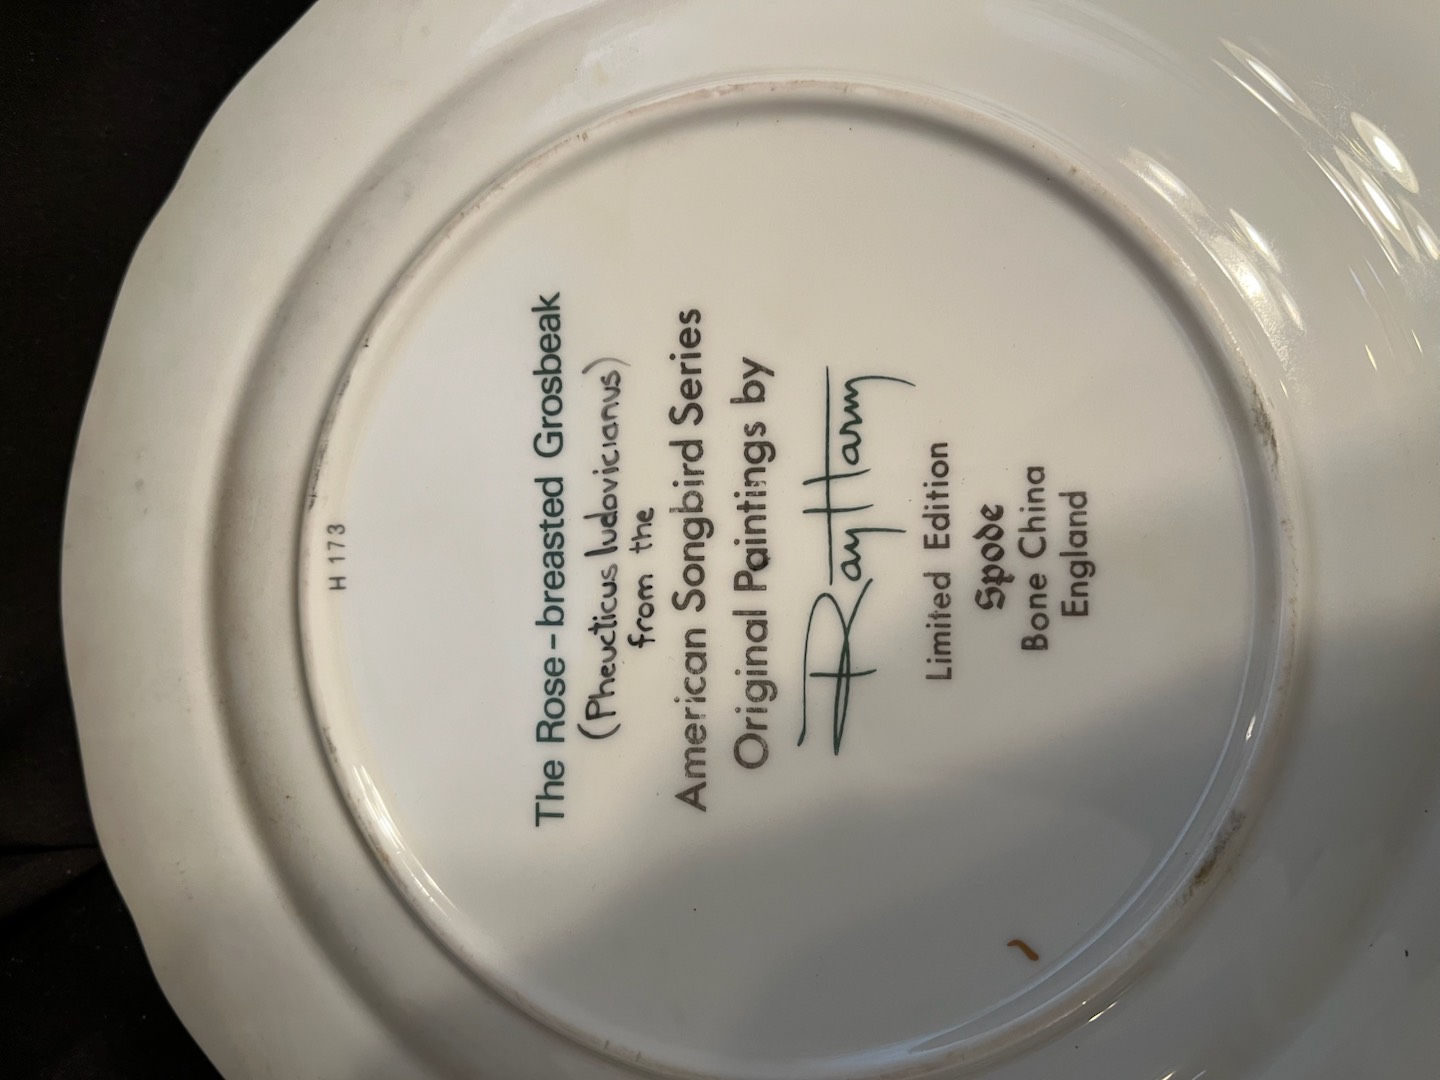 H 173
The Rose-breasted Grosbeak
(Pheucticus ludovicianus)
from the
American Songbird Series
Original Paintings by
Ray Harm
Limited Edition
Spode
Bone China
England